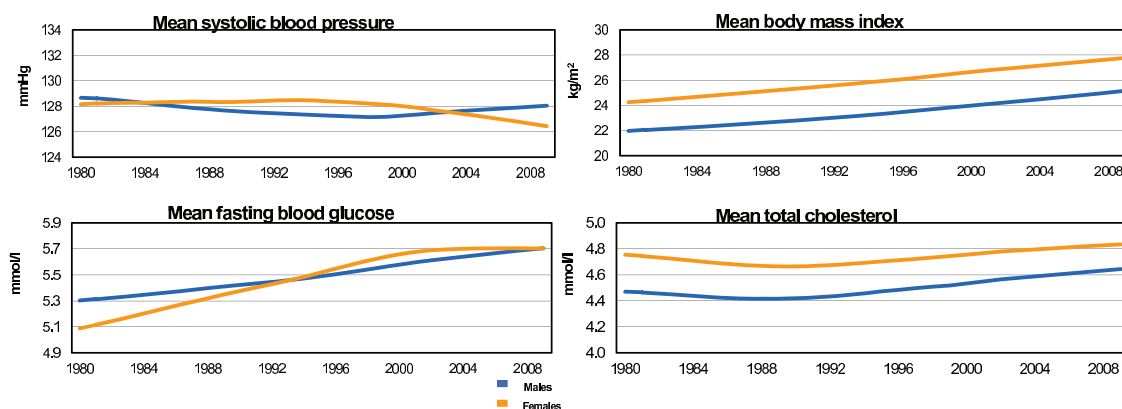 Mean systolic blood pressure
mmHg
134
132
130
128
126
124
1980 1984 1988 1992 1996 2000 2004 2008
Mean body mass index
kg/m²
30
28
26
24
22
20
1980 1984 1988 1992 1996 2000 2004 2008
Mean fasting blood glucose
mmol/l
5.9
5.7
5.5
5.3
5.1
4.9
1980 1984 1988 1992 1996 2000 2004 2008
Mean total cholesterol
mmol/l
5.0
4.8
4.6
4.4
4.2
4.0
1980 1984 1988 1992 1996 2000 2004 2008
Males
Females